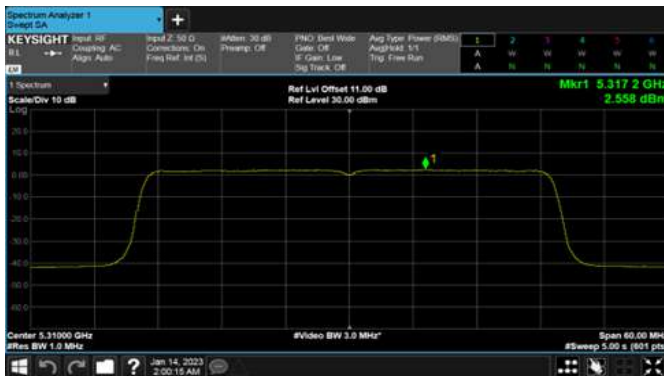 Spectrum Analyzer 1
Swept SA
+
KEYSIGHT
RL
Input: RF
Coupling: AC
Align: Auto
Input Z: 50 Ω
Corrections: On
Freq Ref: Int (S)
#Atten: 30 dB
Preamp: Off
PNO: Best Wide
Gate: Off
IF Gain: Low
Sig Track: Off
Avg Type: Power (RMS)
Avg|Hold: 1/1
Trig: Free Run
1 2 3 4 5 6
A W W W W W
A N N N N N
1 Spectrum
Scale/Div 10 dB
Log
Ref Lvl Offset 11.00 dB
Ref Level 30.00 dBm
Mkr1 5.317 2 GHz
2.558 dBm
20.0
10.0
0.00
-10.0
-20.0
-30.0
-40.0
-50.0
-60.0
1
Center 5.31000 GHz
#Res BW 1.0 MHz
#Video BW 3.0 MHz*
Span 60.00 MHz
#Sweep 5.00 s (601 pts)
?
Jan 14, 2023
2:00:15 AM